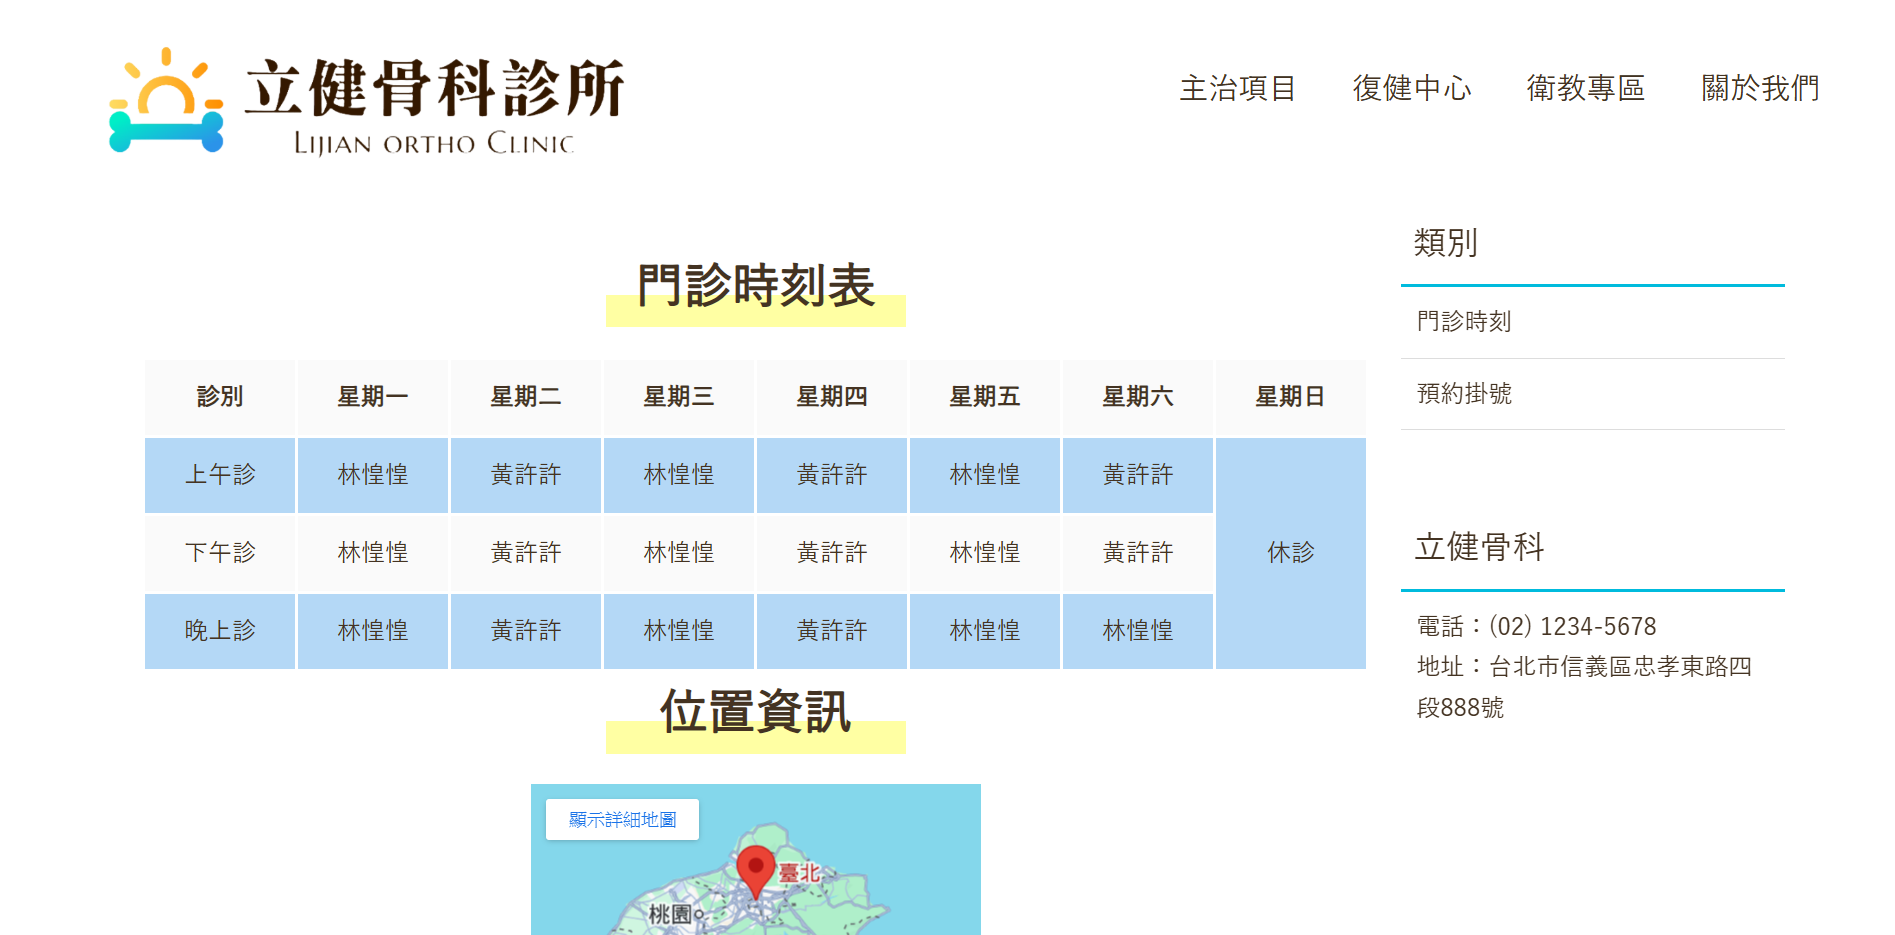 立健骨科診所
LIJIAN ORTHO CLINIC
主治項目 復健中心 衛教專區 關於我們
門診時刻表
診別 星期一 星期二 星期三 星期四 星期五 星期六 星期日
上午診 林惶惶 黃許許 林惶惶 黃許許 林惶惶 黃許許
下午診 林惶惶 黃許許 林惶惶 黃許許 林惶惶 黃許許 休診
晚上診 林惶惶 黃許許 林惶惶 黃許許 林惶惶 林惶惶
位置資訊
顯示詳細地圖
臺北
桃園
類別
門診時刻
預約掛號
立健骨科
電話：(02) 1234-5678
地址：台北市信義區忠孝東路四
段888號